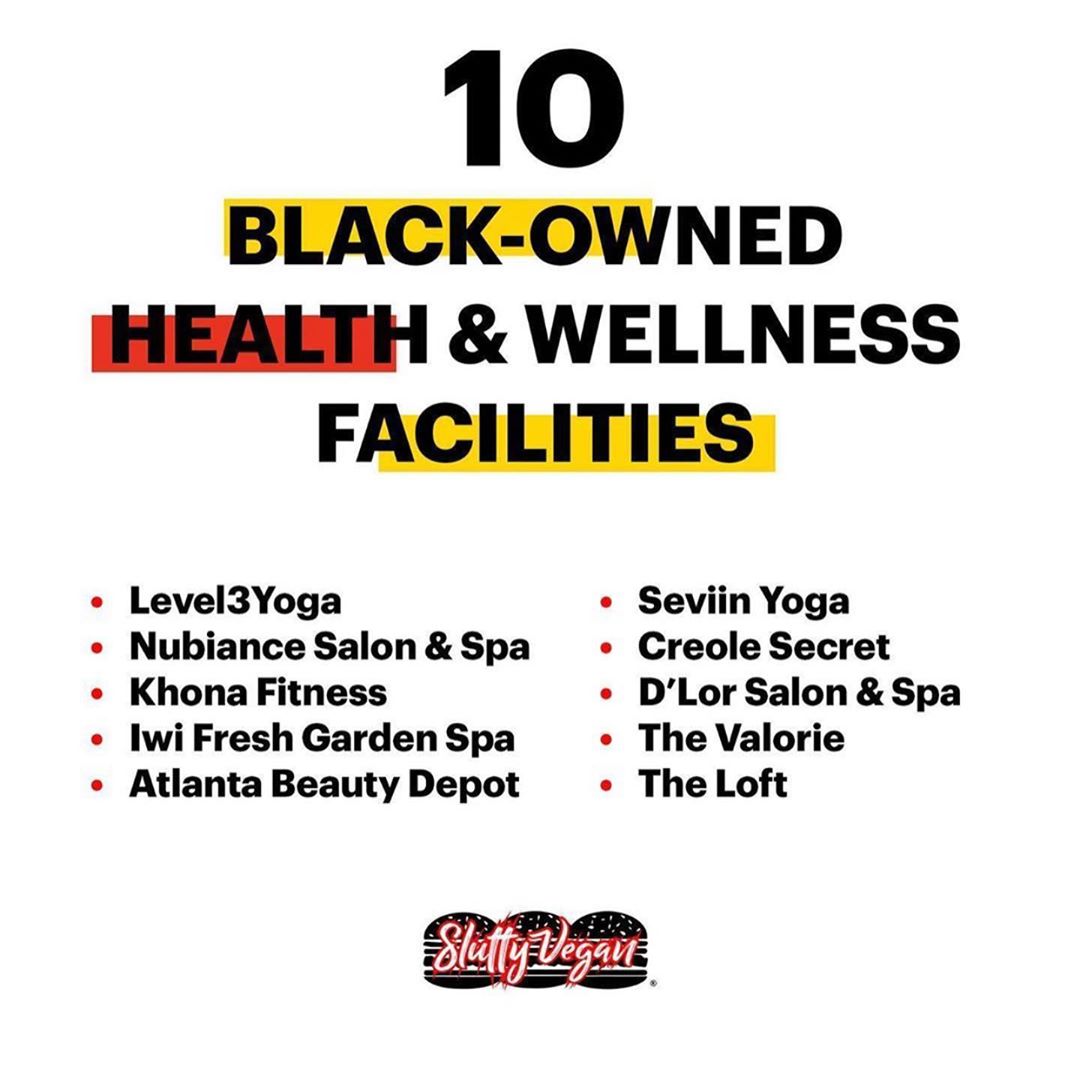 10
BLACK-OWNED
HEALTH & WELLNESS
FACILITIES
• Level3Yoga
• Nubiance Salon & Spa
• Khona Fitness
• Iwi Fresh Garden Spa
• Atlanta Beauty Depot
• Seviin Yoga
• Creole Secret
• D’Lor Salon & Spa
• The Valorie
• The Loft
Slutty Vegan ®